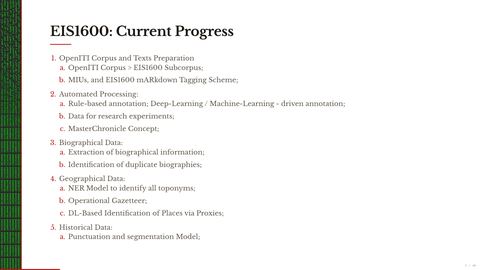 EIS1600: Current Progress
1. OpenITI Corpus and Texts Preparation
a. OpenITI Corpus > EIS1600 Subcorpus;
b. MIUs, and EIS1600 mARkdown Tagging Scheme;
2. Automated Processing:
a. Rule-based annotation; Deep-Learning / Machine-Learning - driven annotation;
b. Data for research experiments;
c. MasterChronicle Concept;
3. Biographical Data:
a. Extraction of biographical information;
b. Identification of duplicate biographies;
4. Geographical Data:
a. NER Model to identify all toponyms;
b. Operational Gazetteer;
c. DL-Based Identification of Places via Proxies;
5. Historical Data:
a. Punctuation and segmentation Model;